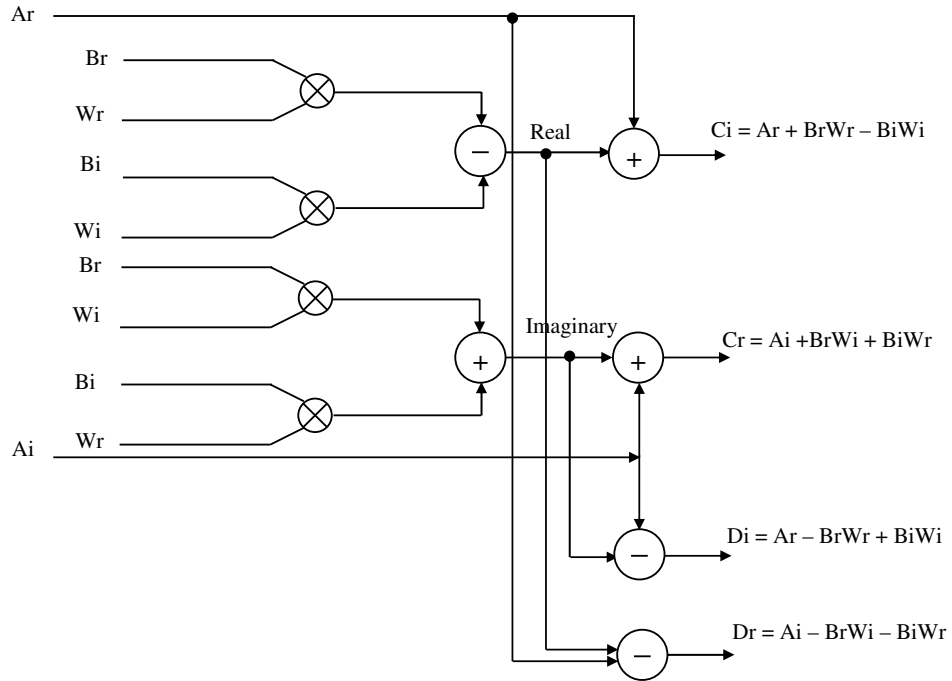 Ar
Br
Wr
Bi
Wi
Br
Wi
Bi
Wr
Ai
−
+
Real
Imaginary
+
+
−
−
Ci = Ar + BrWr – BiWi
Cr = Ai +BrWi + BiWr
Di = Ar – BrWr + BiWi
Dr = Ai – BrWi – BiWr